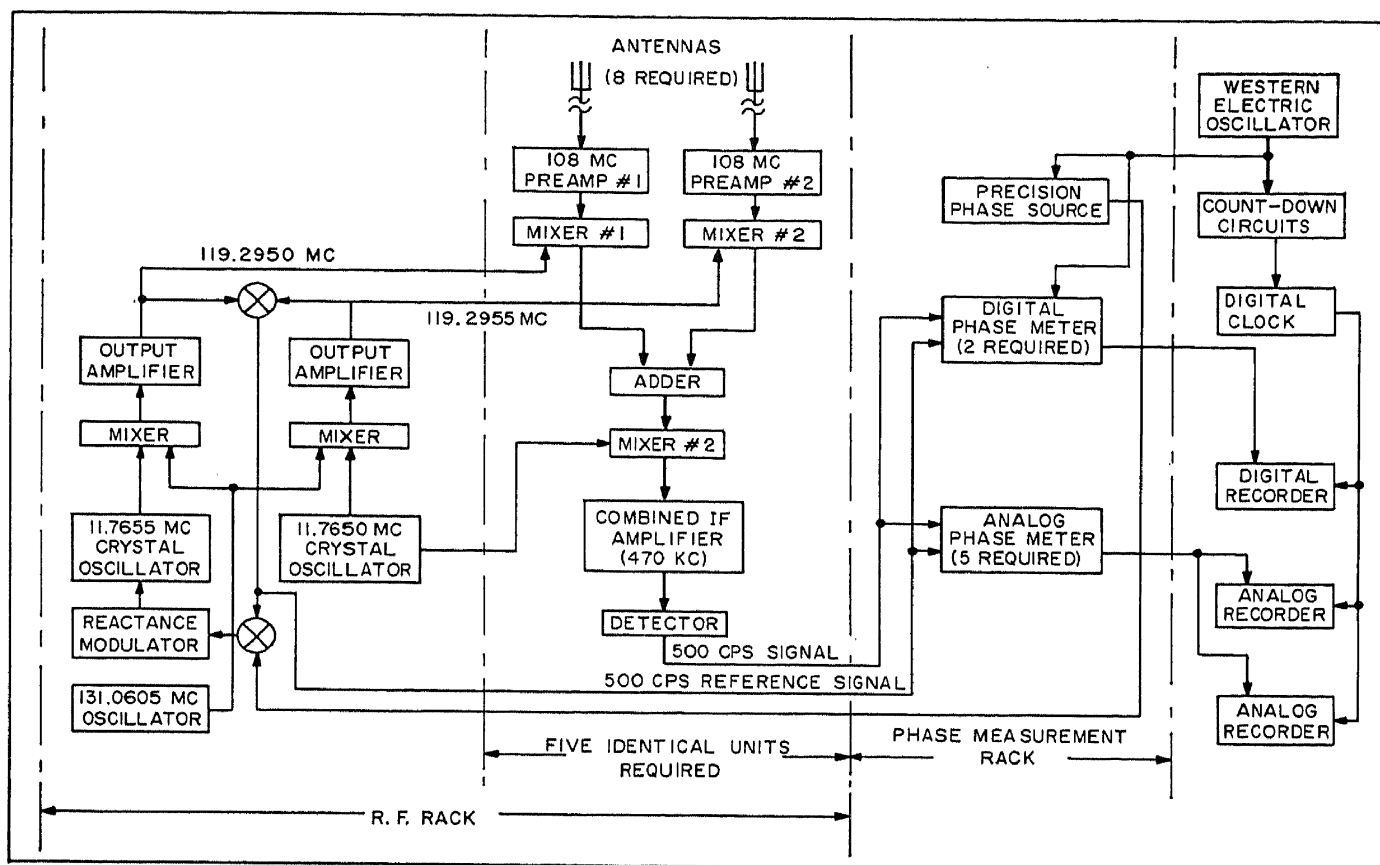 ANTENNAS
(8 REQUIRED)
WESTERN
ELECTRIC
OSCILLATOR
108 MC
PREAMP #1
108 MC
PREAMP #2
PRECISION
PHASE SOURCE
COUNT-DOWN
CIRCUITS
MIXER #1
MIXER #2
119.2950 MC
119.2955 MC
DIGITAL
PHASE METER
(2 REQUIRED)
DIGITAL
CLOCK
OUTPUT
AMPLIFIER
OUTPUT
AMPLIFIER
ADDER
MIXER
MIXER
MIXER #2
DIGITAL
RECORDER
11.7655 MC
CRYSTAL
OSCILLATOR
11.7650 MC
CRYSTAL
OSCILLATOR
COMBINED IF
AMPLIFIER
(470 KC)
ANALOG
PHASE METER
(5 REQUIRED)
ANALOG
RECORDER
REACTANCE
MODULATOR
DETECTOR
500 CPS SIGNAL
500 CPS REFERENCE SIGNAL
131.0605 MC
OSCILLATOR
ANALOG
RECORDER
FIVE IDENTICAL UNITS
REQUIRED
PHASE MEASUREMENT
RACK
R.F. RACK